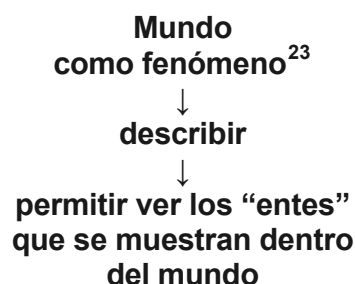 Mundo
como fenómeno²³
↓
describir
↓
permitir ver los “entes”
que se muestran dentro
del mundo